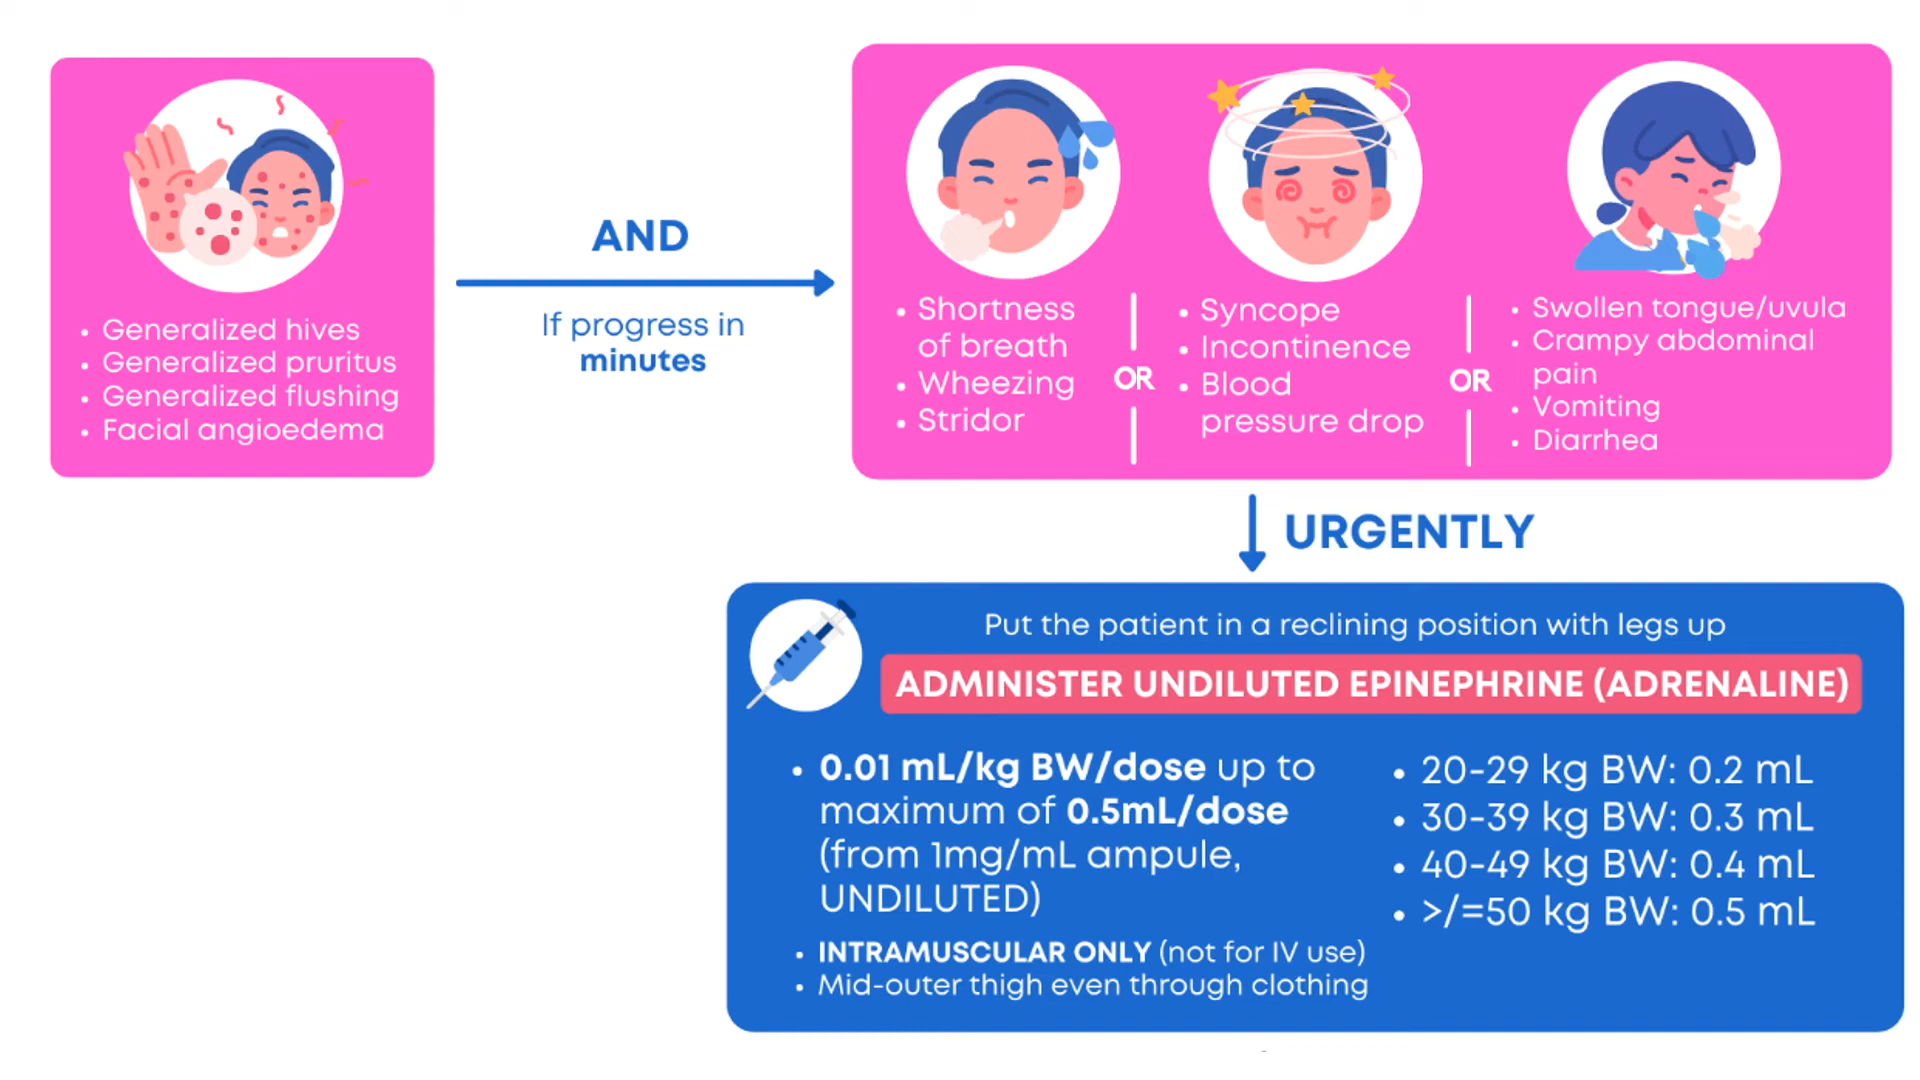 • Generalized hives
• Generalized pruritus
• Generalized flushing
• Facial angioedema
AND
If progress in
minutes
• Shortness
of breath
• Wheezing
• Stridor
OR
• Syncope
• Incontinence
• Blood
pressure drop
OR
• Swollen tongue/uvula
• Crampy abdominal
pain
• Vomiting
• Diarrhea
URGENTLY
Put the patient in a reclining position with legs up
ADMINISTER UNDILUTED EPINEPHRINE (ADRENALINE)
• 0.01 mL/kg BW/dose up to
maximum of 0.5mL/dose
(from 1mg/mL ampule,
UNDILUTED)
• INTRAMUSCULAR ONLY (not for IV use)
• Mid-outer thigh even through clothing
• 20-29 kg BW: 0.2 mL
• 30-39 kg BW: 0.3 mL
• 40-49 kg BW: 0.4 mL
• >/=50 kg BW: 0.5 mL